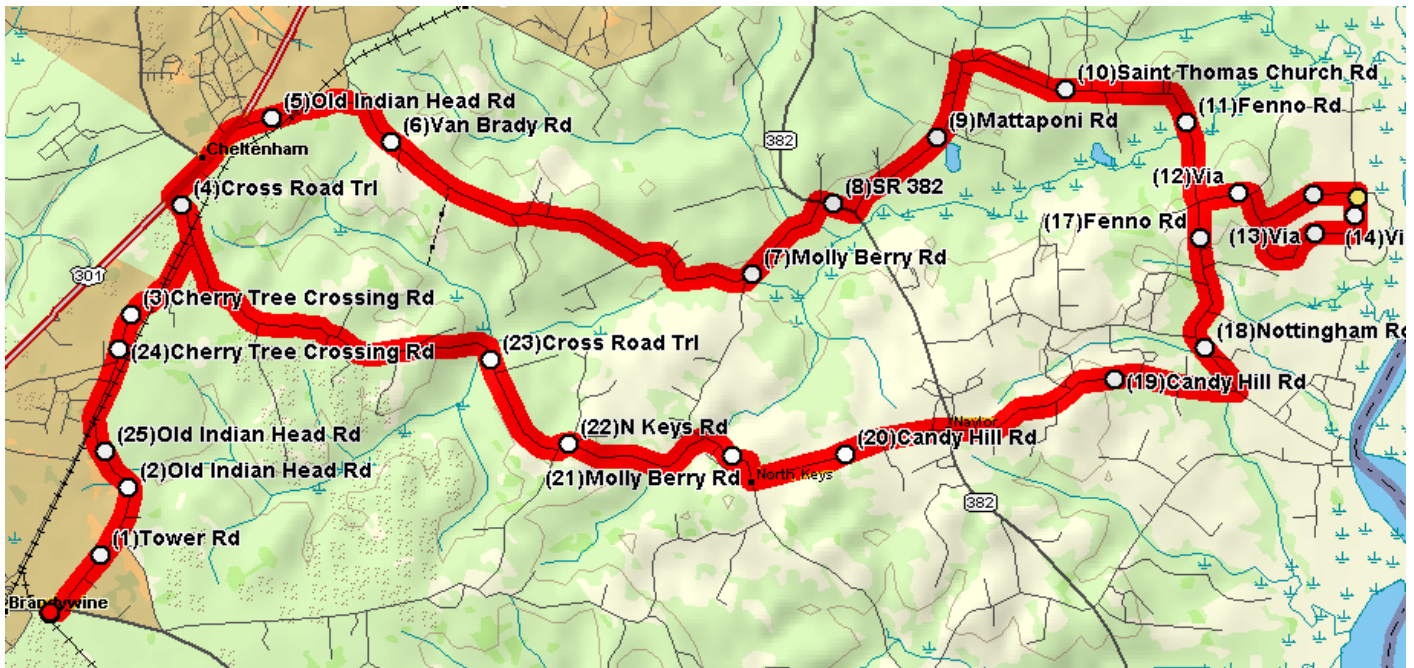 (10)Saint Thomas Church Rd
(5)Old Indian Head Rd
(11)Fenno Rd
(6)Van Brady Rd
(9)Mattaponi Rd
382
Cheltenham
(4)Cross Road Trl
(8)SR 382
(12)Via
(17)Fenno Rd
(13)Via
(14)Vi
(7)Molly Berry Rd
301
(3)Cherry Tree Crossing Rd
(18)Nottingham Rd
(24)Cherry Tree Crossing Rd
(23)Cross Road Trl
(19)Candy Hill Rd
(22)N Keys Rd
Naylor
(25)Old Indian Head Rd
(20)Candy Hill Rd
(2)Old Indian Head Rd
(21)Molly Berry Rd
North Keys
382
(1)Tower Rd
Brandywine